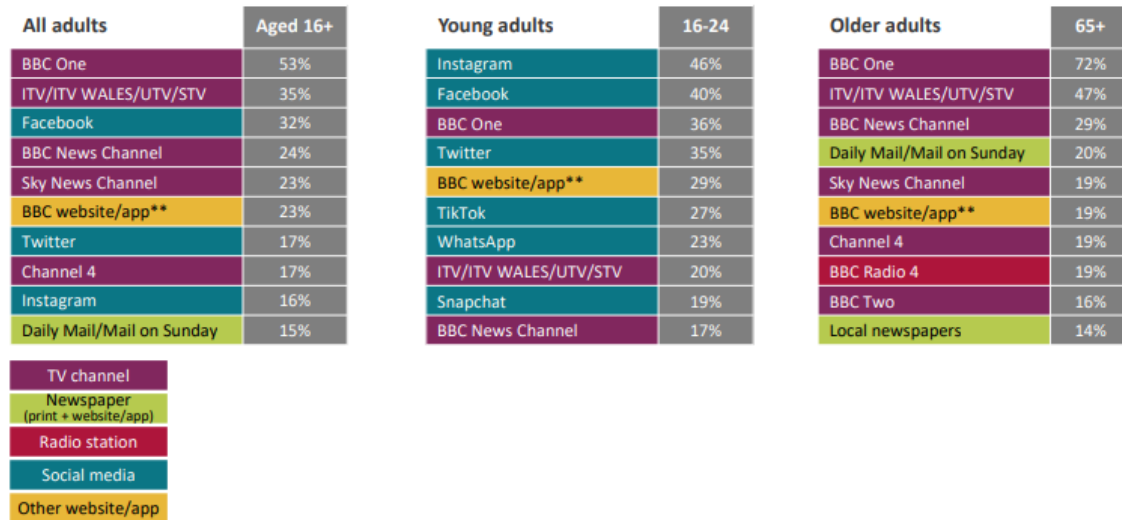 All adults Aged 16+
BBC One 53%
ITV/ITV WALES/UTV/STV 35%
Facebook 32%
BBC News Channel 24%
Sky News Channel 23%
BBC website/app** 23%
Twitter 17%
Channel 4 17%
Instagram 16%
Daily Mail/Mail on Sunday 15%
Young adults 16-24
Instagram 46%
Facebook 40%
BBC One 36%
Twitter 35%
BBC website/app** 29%
TikTok 27%
WhatsApp 23%
ITV/ITV WALES/UTV/STV 20%
Snapchat 19%
BBC News Channel 17%
Older adults 65+
BBC One 72%
ITV/ITV WALES/UTV/STV 47%
BBC News Channel 29%
Daily Mail/Mail on Sunday 20%
Sky News Channel 19%
BBC website/app** 19%
Channel 4 19%
BBC Radio 4 19%
BBC Two 16%
Local newspapers 14%
TV channel
Newspaper
(print + website/app)
Radio station
Social media
Other website/app